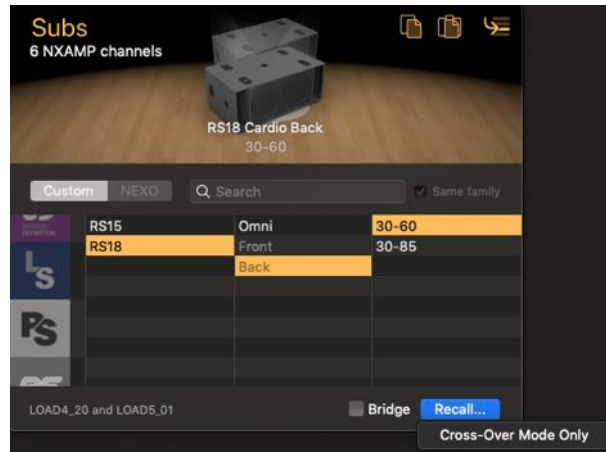 Subs
6 NXAMP channels
RS18 Cardio Back
30-60
Custom NEXO Search Same family
RS15 Omni 30-60
RS18 Front 30-85
Back
LS
PS
LOAD4_20 and LOAD5_01 Bridge Recall...
Cross-Over Mode Only